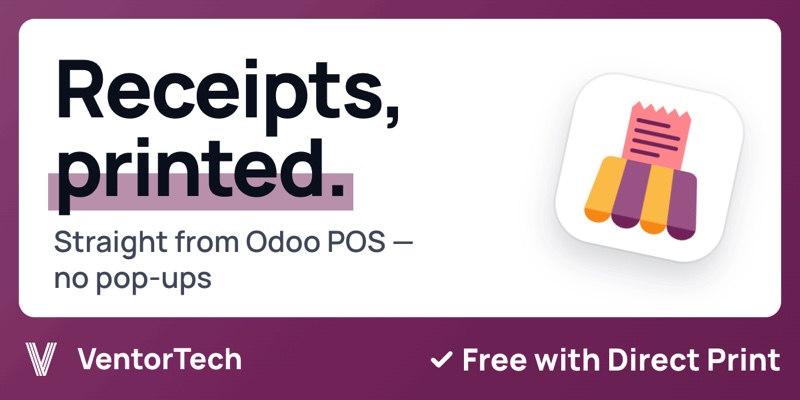 Receipts,
printed.
Straight from Odoo POS —
no pop-ups
VentorTech
Free with Direct Print